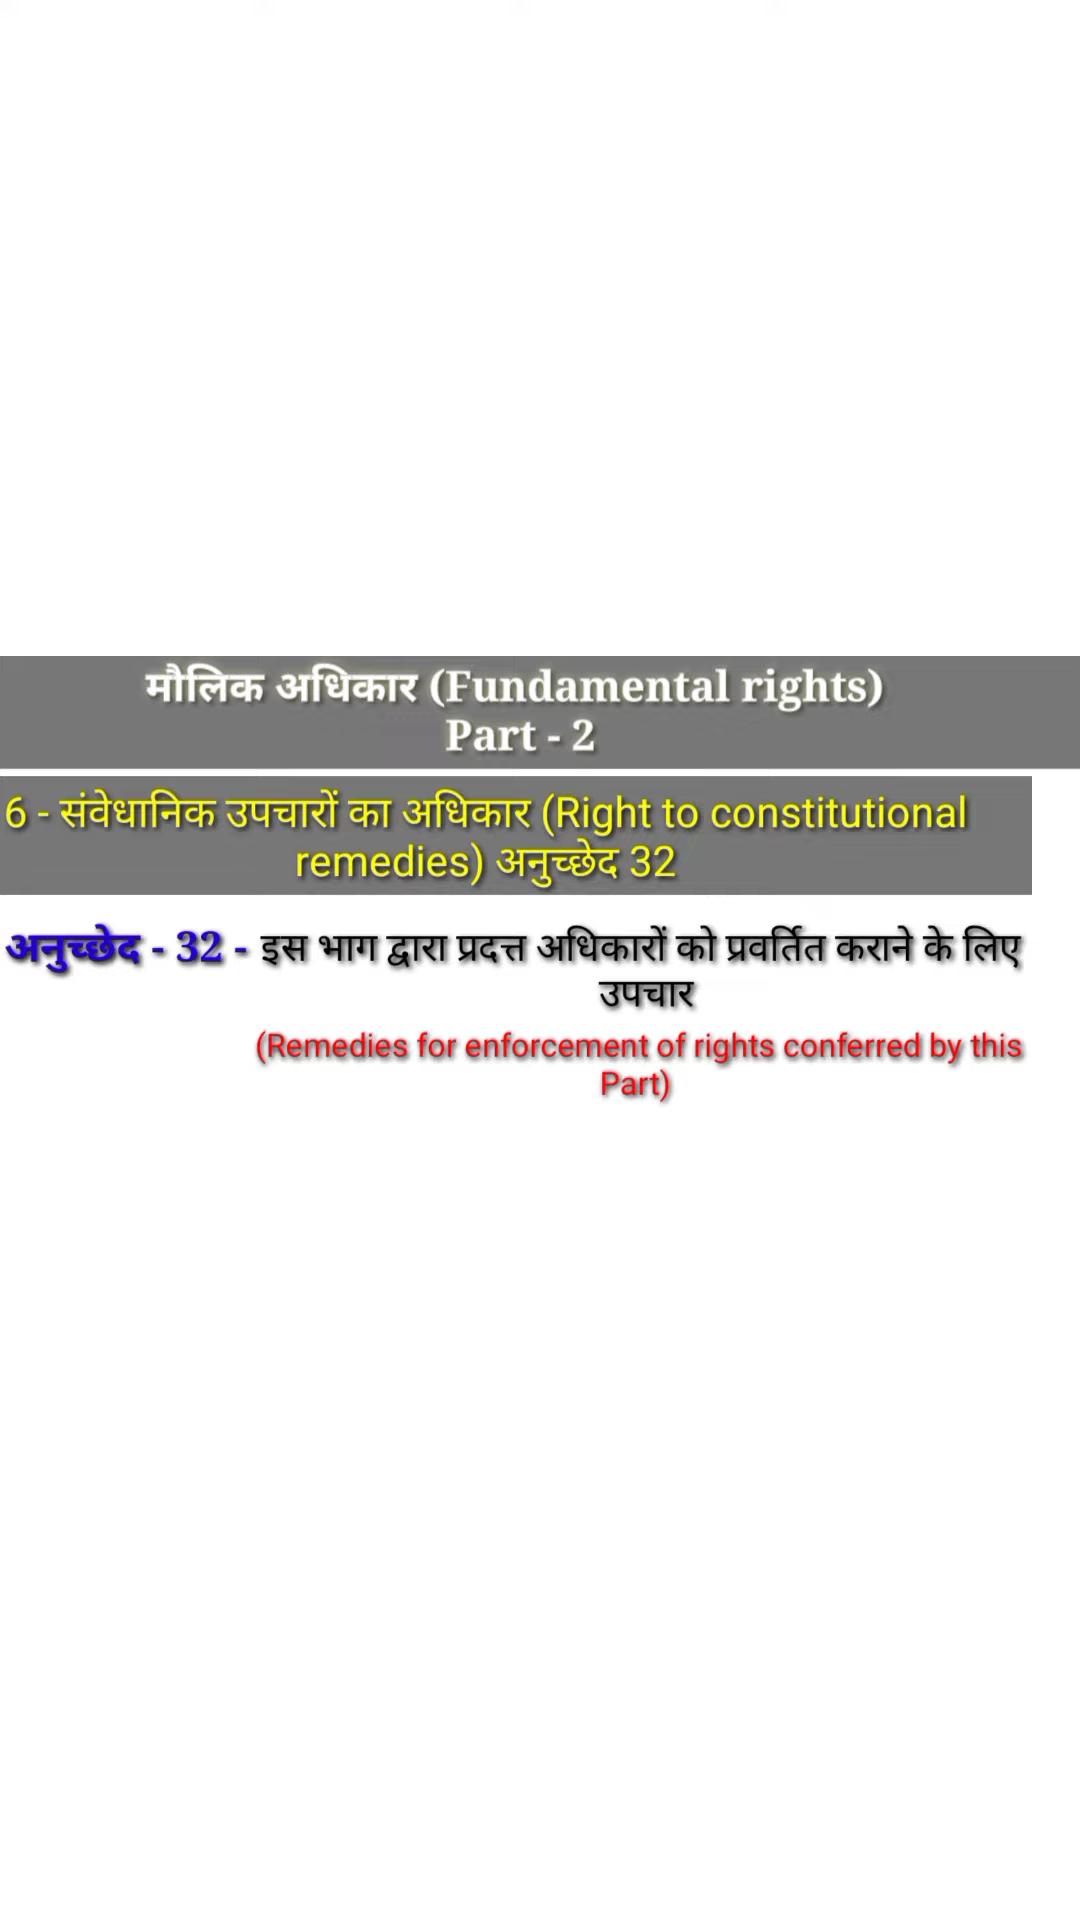 मौलिक अधिकार (Fundamental rights)
Part - 2
6 - संवेधानिक उपचारों का अधिकार (Right to constitutional
remedies) अनुच्छेद 32
अनुच्छेद - 32 - इस भाग द्वारा प्रदत्त अधिकारों को प्रवर्तित कराने के लिए
उपचार
(Remedies for enforcement of rights conferred by this
Part)